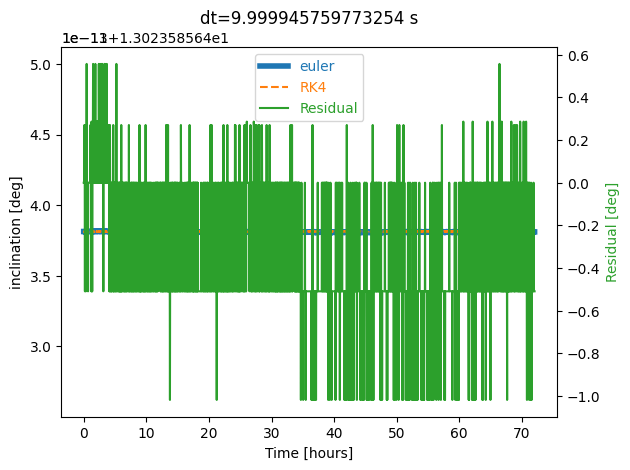 dt=9.999945759773254 s
+1.302358564e1
5.0
4.5
4.0
3.5
3.0
inclination [deg]
euler
RK4
Residual
0.6
0.4
0.2
0.0
−0.2
−0.4
−0.6
−0.8
−1.0
Residual [deg]
0 10 20 30 40 50 60 70
Time [hours]